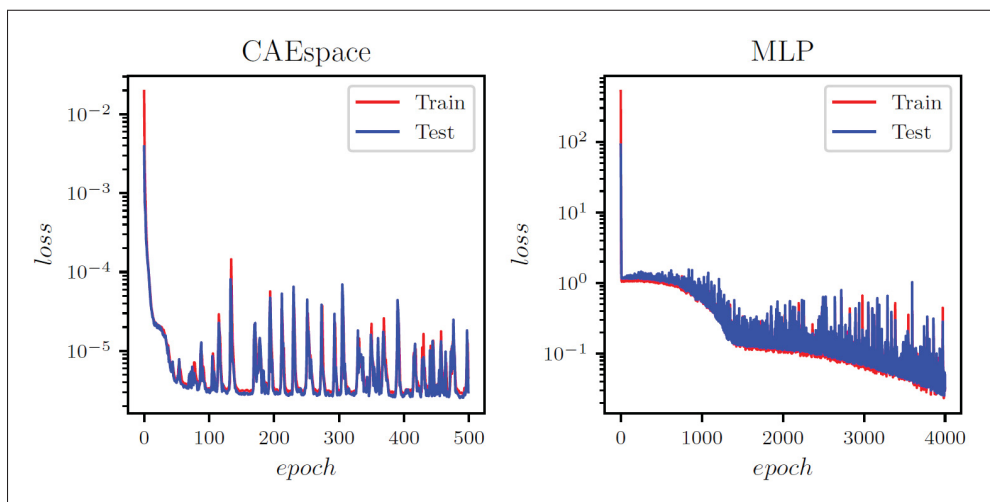 CAEspace
10^{-2}
10^{-3}
10^{-4}
10^{-5}
loss
Train
Test
0 100 200 300 400 500
epoch
MLP
10^{2}
10^{1}
10^{0}
10^{-1}
loss
Train
Test
0 1000 2000 3000 4000
epoch